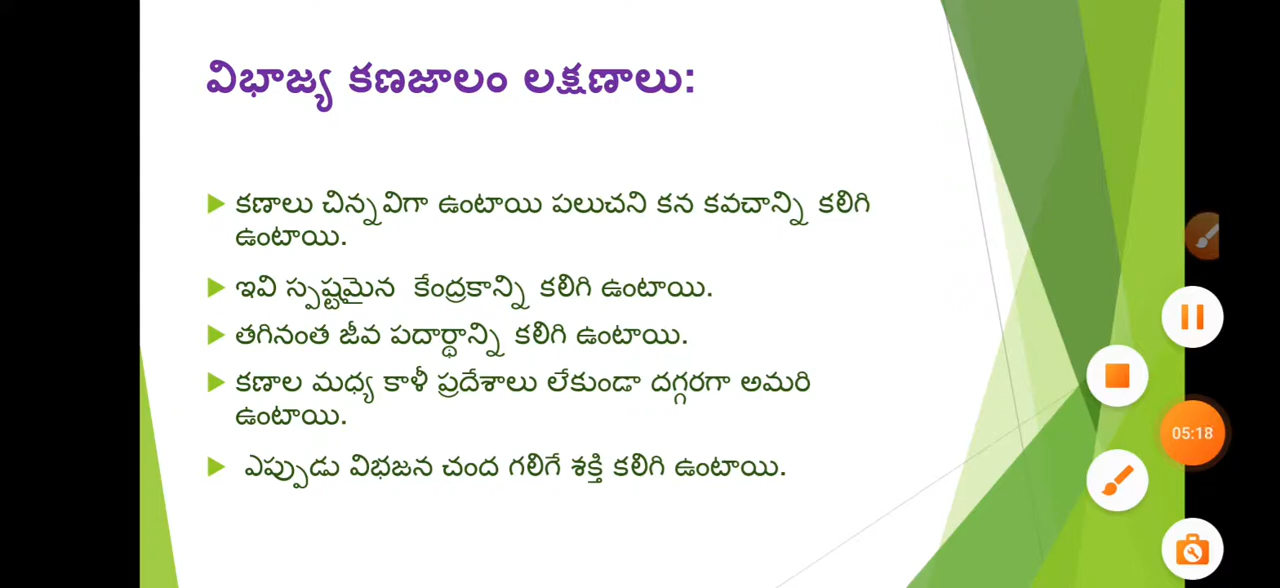 విభాజ్య కణజాలం లక్షణాలు:
కణాలు చిన్నవిగా ఉంటాయి పలుచని కన కవచాన్ని కలిగి
ఉంటాయి.
ఇవి స్పష్టమైన కేంద్రకాన్ని కలిగి ఉంటాయి.
తగినంత జీవ పదార్థాన్ని కలిగి ఉంటాయి.
కణాల మధ్య కాళీ ప్రదేశాలు లేకుండా దగ్గరగా అమరి
ఉంటాయి.
ఎప్పుడు విభజన చంద గలిగే శక్తి కలిగి ఉంటాయి.
05:18